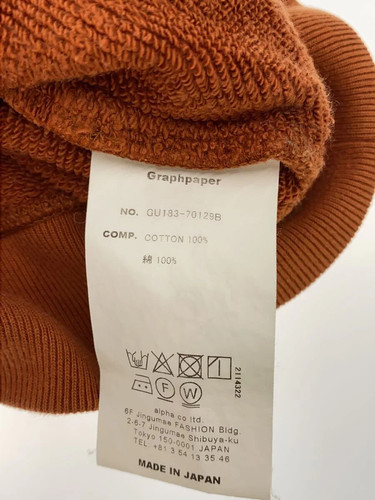 Graphpaper
NO. GU183-70129B
COMP. COTTON 100%
綿 100%
2114322
F W
alpha.co ltd.
6F Jingumae FASHION Bldg.
2-6-7 Jingumae Shibuya-ku
Tokyo 150-0001 JAPAN
TEL +81 3 54 13 35 46
MADE IN JAPAN